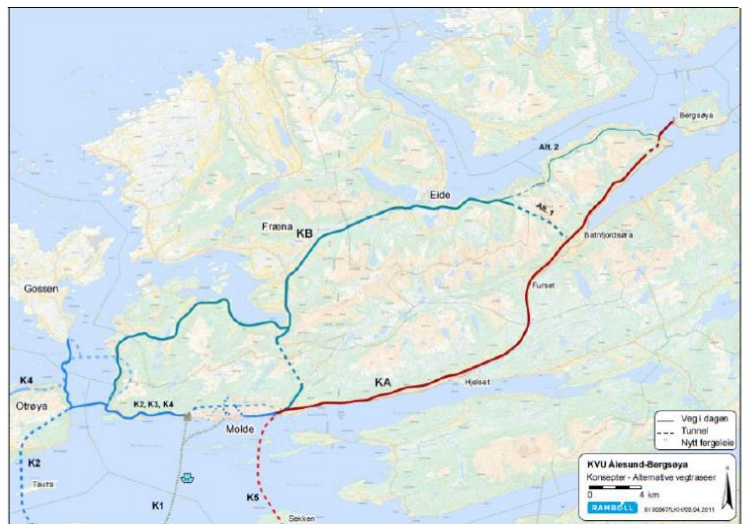 Bergsøya
Alt. 2
Eide
Fræna
KB
Alt. 1
Batnfjordsøra
Gossen
Furset
K4
KA
Hjelset
Otrøya
K2, K3, K4
Molde
K2
Tautra
K1
K5
Sekken
Veg i dagen
Tunnel
Nytt fergeleie
KVU Ålesund-Bergsøya
Konsepter - Alternative vegtraseer
0 4 km
RAMBØLL